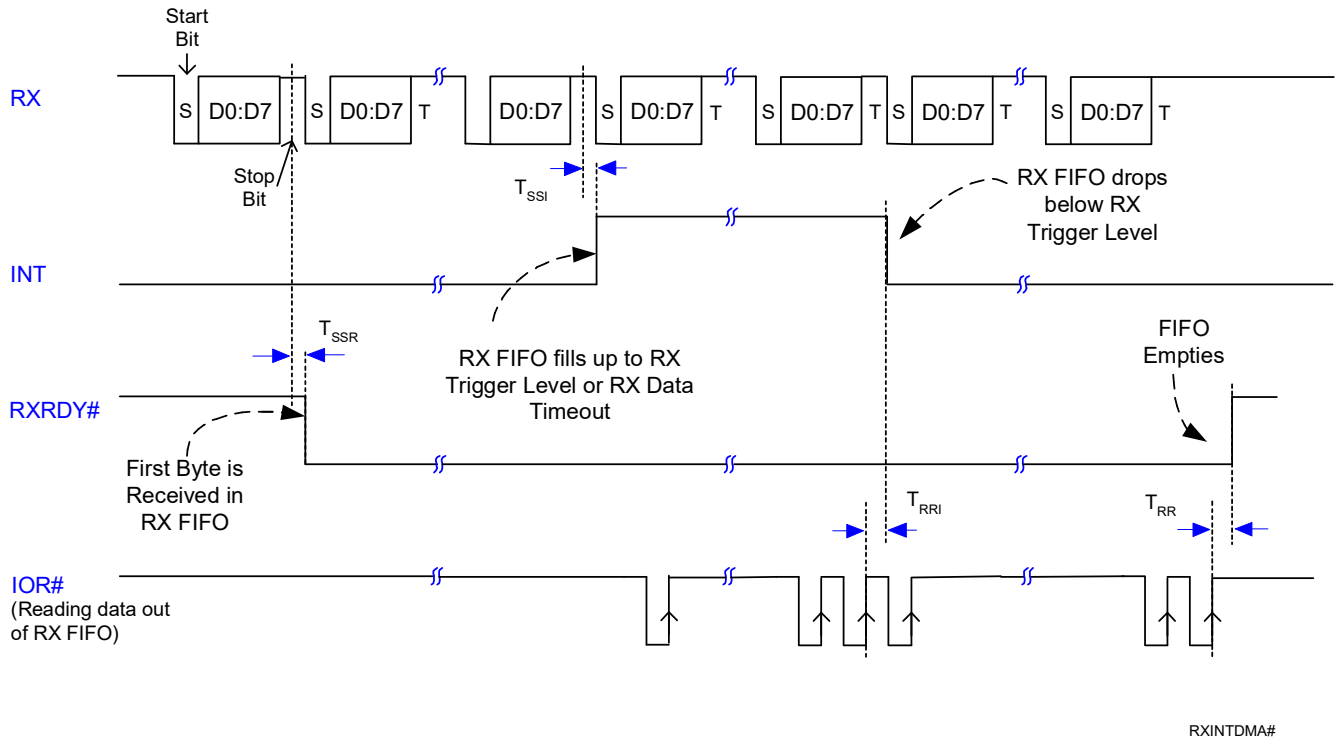 Start
Bit
RX
S D0:D7 S D0:D7 T D0:D7 S D0:D7 T S D0:D7 T S D0:D7 T S D0:D7 T
Stop
Bit
TSSI
RX FIFO drops
below RX
Trigger Level
INT
TSSR
RX FIFO fills up to RX
Trigger Level or RX Data
Timeout
FIFO
Empties
RXRDY#
First Byte is
Received in
RX FIFO
TRRI
TRR
IOR#
(Reading data out
of RX FIFO)
RXINTDMA#